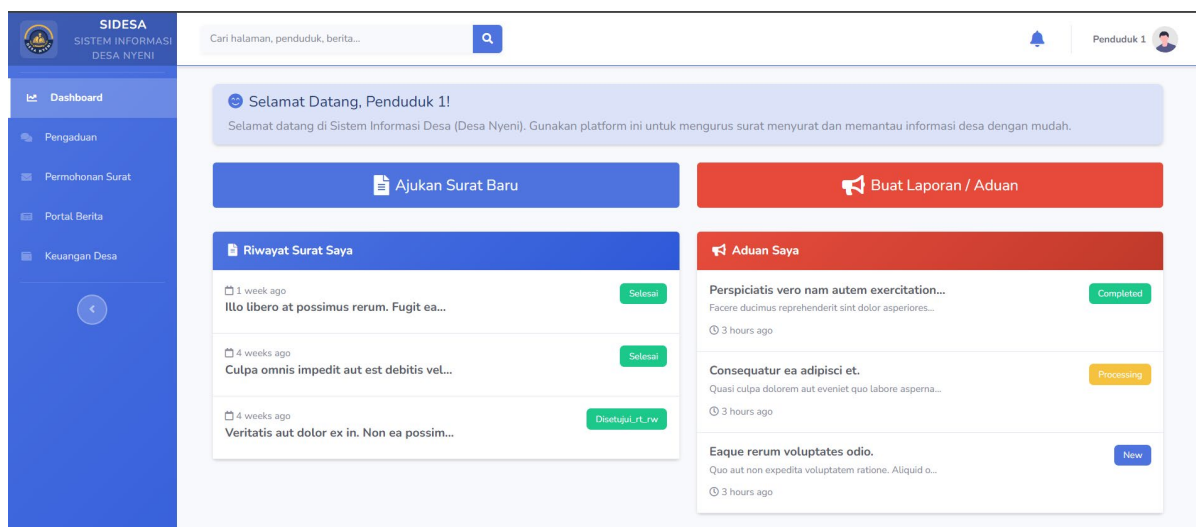 SIDESA
SISTEM INFORMASI
DESA NYENI
Cari halaman, penduduk, berita...
Penduduk 1
Dashboard
Pengaduan
Permohonan Surat
Portal Berita
Keuangan Desa
Selamat Datang, Penduduk 1!
Selamat datang di Sistem Informasi Desa (Desa Nyeni). Gunakan platform ini untuk mengurus surat menyurat dan memantau informasi desa dengan mudah.
Ajukan Surat Baru
Buat Laporan / Aduan
Riwayat Surat Saya
1 week ago
Illo libero at possimus rerum. Fugit ea...
Selesai
4 weeks ago
Culpa omnis impedit aut est debitis vel...
Selesai
4 weeks ago
Veritatis aut dolor ex in. Non ea possim...
Disetujui_rt_rw
Aduan Saya
Perspiciatis vero nam autem exercitation...
Facere ducimus reprehenderit sint dolor asperiores...
3 hours ago
Completed
Consequatur ea adipisci et.
Quasi culpa dolorem aut eveniet quo labore asperna...
3 hours ago
Processing
Eaque rerum voluptates odio.
Quo aut non expedita voluptatem ratione. Aliquid o...
3 hours ago
New